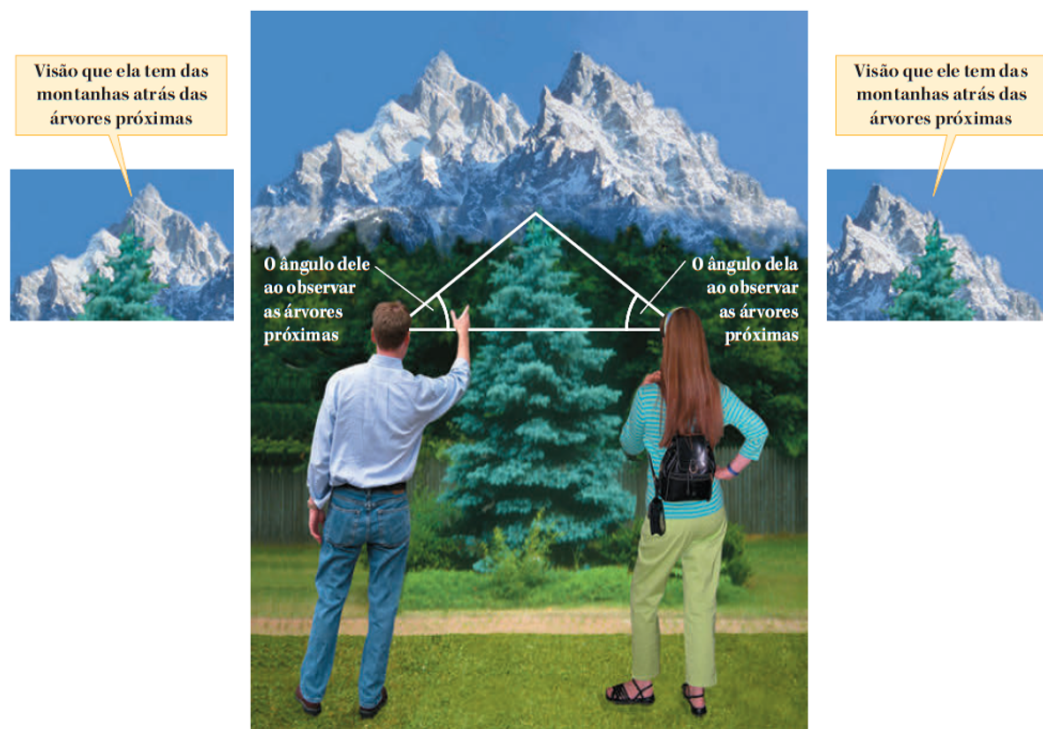 Visão que ela tem das
montanhas atrás das
árvores próximas
Visão que ele tem das
montanhas atrás das
árvores próximas
O ângulo dele
ao observar
as árvores
próximas
O ângulo dela
ao observar
as árvores
próximas